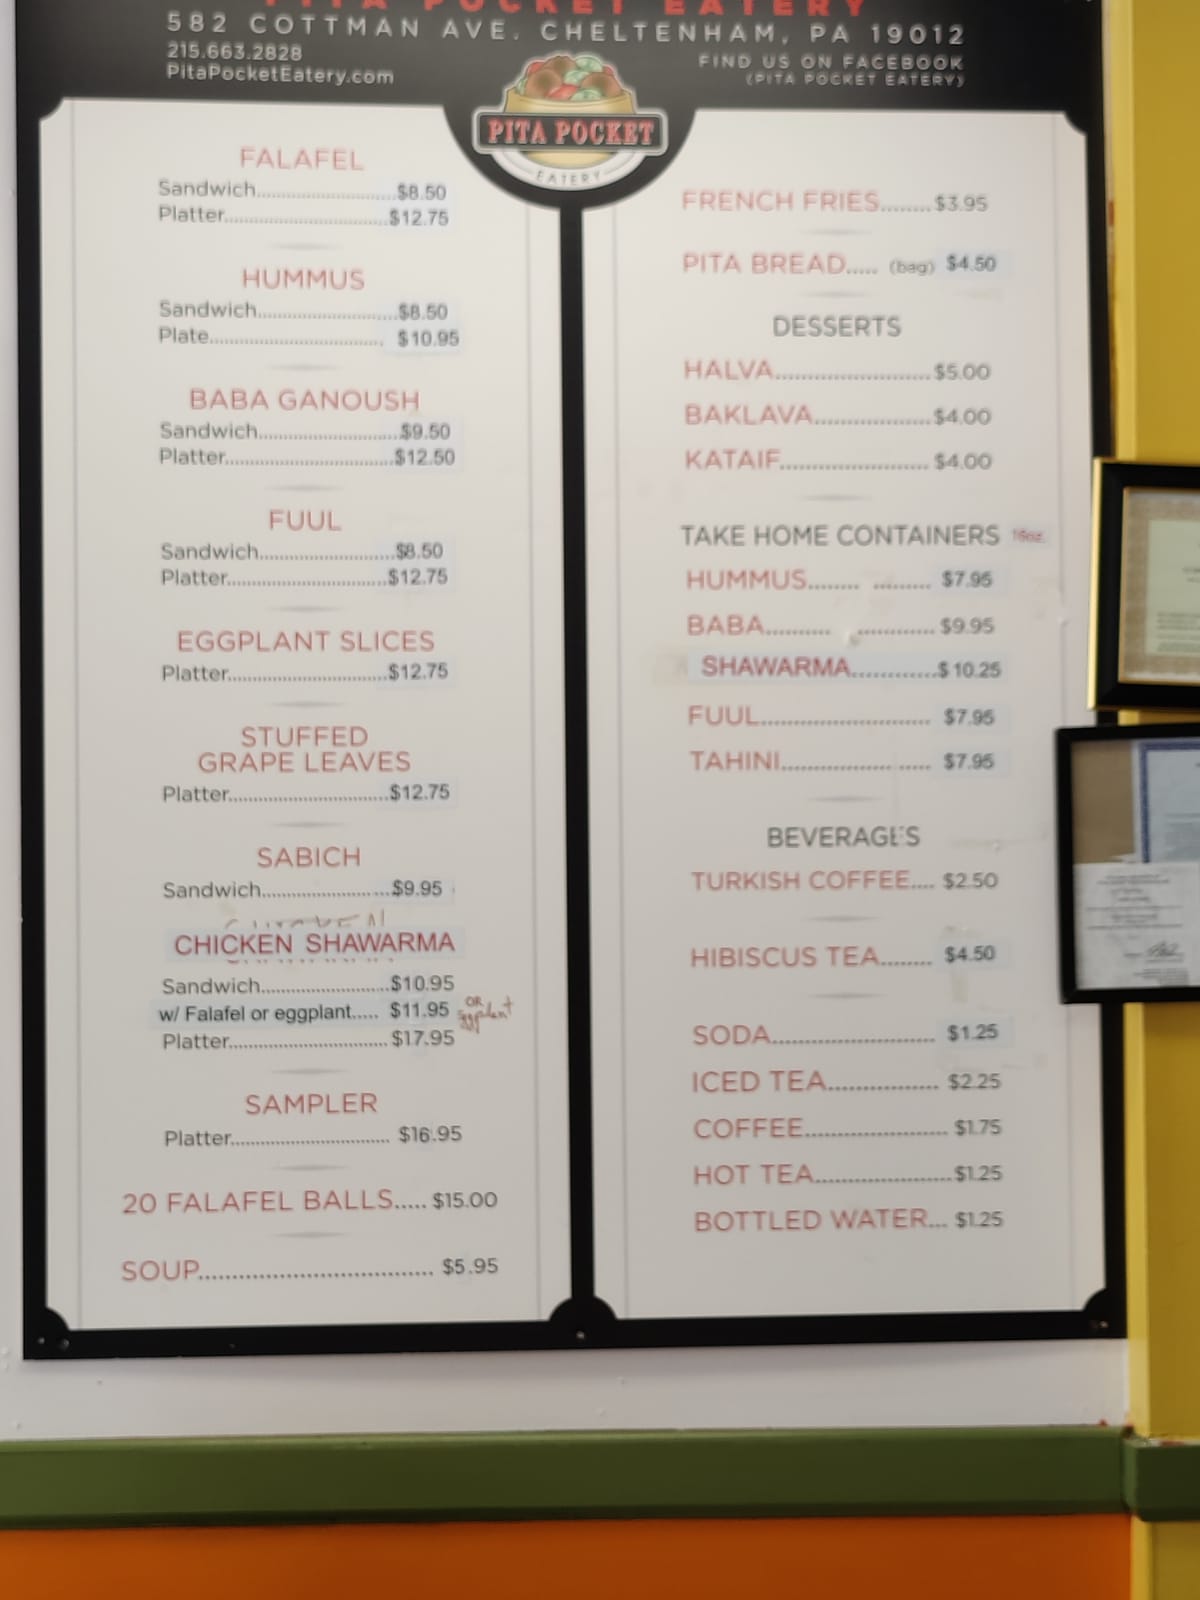 PITA POCKET EATERY
582 COTTMAN AVE. CHELTENHAM, PA 19012
215.663.2828
PitaPocketEatery.com
FIND US ON FACEBOOK
(PITA POCKET EATERY)
PITA POCKET
EATERY
FALAFEL
Sandwich..............................$8.50
Platter..............................$12.75
HUMMUS
Sandwich..............................$8.50
Plate.............................. $10.95
BABA GANOUSH
Sandwich..............................$9.50
Platter..............................$12.50
FUUL
Sandwich..............................$8.50
Platter..............................$12.75
EGGPLANT SLICES
Platter..............................$12.75
STUFFED
GRAPE LEAVES
Platter..............................$12.75
SABICH
Sandwich..............................$9.95
CHICKEN
CHICKEN SHAWARMA
Sandwich..............................$10.95
w/ Falafel or eggplant..... $11.95 OR
eggplant
Platter..............................$17.95
SAMPLER
Platter.............................. $16.95
20 FALAFEL BALLS..... $15.00
SOUP.................................. $5.95
FRENCH FRIES........$3.95
PITA BREAD..... (bag) $4.50
DESSERTS
HALVA..........................$5.00
BAKLAVA....................$4.00
KATAIF......................... $4.00
TAKE HOME CONTAINERS 16oz.
HUMMUS........ ......... $7.95
BABA.......... ............ $9.95
SHAWARMA.............$10.25
FUUL............................ $7.95
TAHINI.................. ..... $7.95
BEVERAGES
TURKISH COFFEE.... $2.50
HIBISCUS TEA........ $4.50
SODA........................... $1.25
ICED TEA.................. $2.25
COFFEE....................... $1.75
HOT TEA......................$1.25
BOTTLED WATER... $1.25